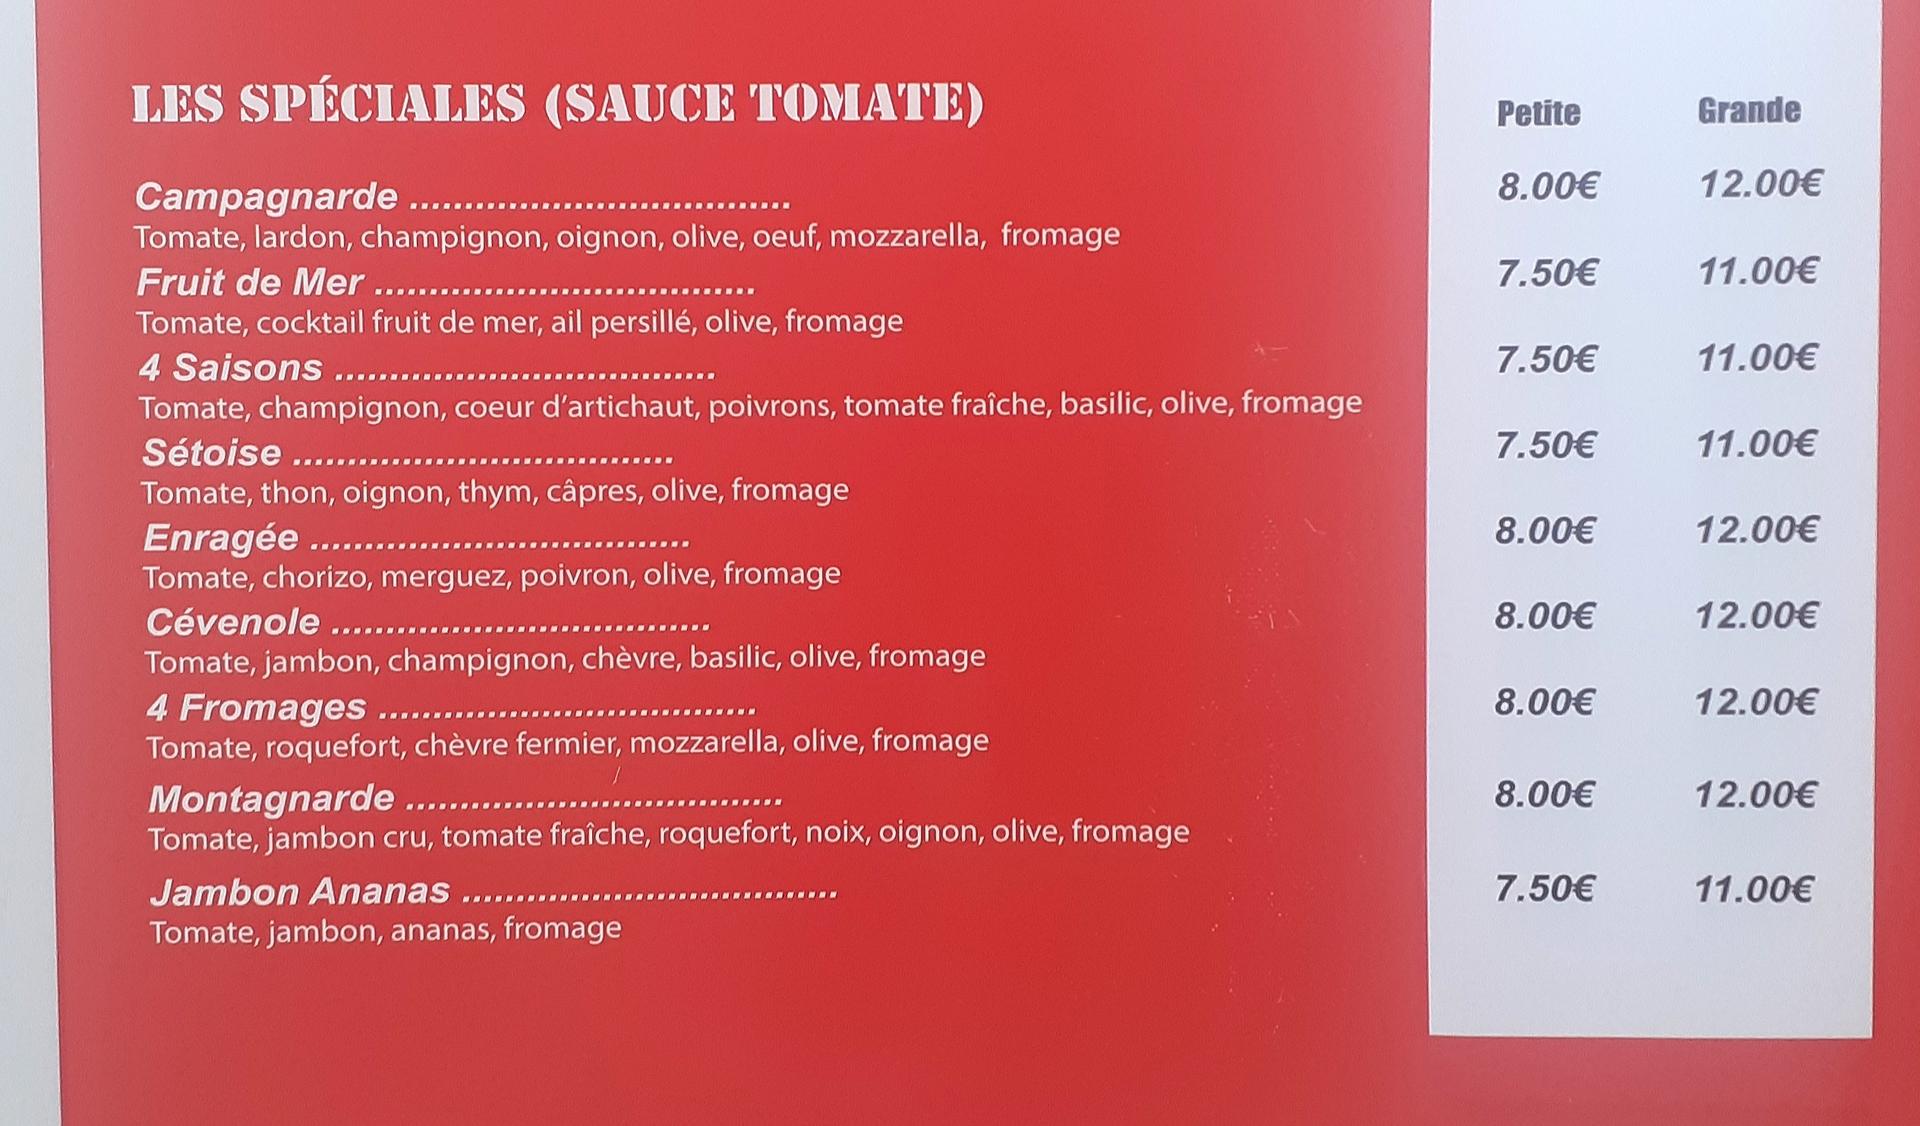 LES SPÉCIALES (SAUCE TOMATE) Petite Grande
Campagnarde ................................... 8.00€ 12.00€
Tomate, lardon, champignon, oignon, olive, oeuf, mozzarella, fromage
Fruit de Mer ................................... 7.50€ 11.00€
Tomate, cocktail fruit de mer, ail persillé, olive, fromage
4 Saisons ................................... 7.50€ 11.00€
Tomate, champignon, coeur d'artichaut, poivrons, tomate fraîche, basilic, olive, fromage
Sétoise ................................... 7.50€ 11.00€
Tomate, thon, oignon, thym, câpres, olive, fromage
Enragée ................................... 8.00€ 12.00€
Tomate, chorizo, merguez, poivron, olive, fromage
Cévenole ................................... 8.00€ 12.00€
Tomate, jambon, champignon, chèvre, basilic, olive, fromage
4 Fromages ................................... 8.00€ 12.00€
Tomate, roquefort, chèvre fermier, mozzarella, olive, fromage
Montagnarde ................................... 8.00€ 12.00€
Tomate, jambon cru, tomate fraîche, roquefort, noix, oignon, olive, fromage
Jambon Ananas ................................... 7.50€ 11.00€
Tomate, jambon, ananas, fromage